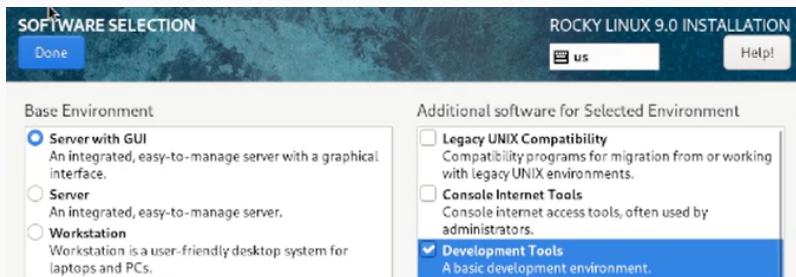 SOFTWARE SELECTION
ROCKY LINUX 9.0 INSTALLATION
Done
us
Help!
Base Environment
Server with GUI
An integrated, easy-to-manage server with a graphical
interface.
Server
An integrated, easy-to-manage server.
Workstation
Workstation is a user-friendly desktop system for
laptops and PCs.
Additional software for Selected Environment
Legacy UNIX Compatibility
Compatibility programs for migration from or working
with legacy UNIX environments.
Console Internet Tools
Console internet access tools, often used by
administrators.
Development Tools
A basic development environment.